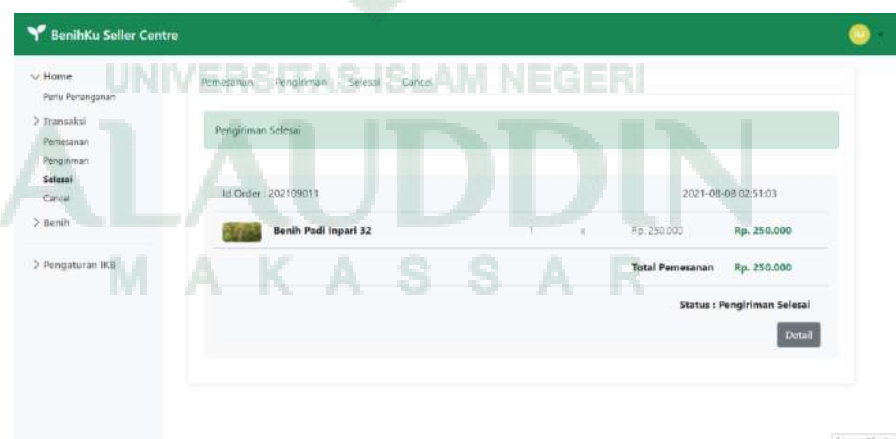 BenihKu Seller Centre
Home
Perlu Penanganan
Transaksi
Pemesanan
Pengiriman
Selesai
Cancel
Benih
Pengaturan IKB
Pemesanan Pengiriman Selesai Cancel
Pengiriman Selesai
Id Order : 202109011 2021-08-08 02:51:03
Benih Padi Inpari 32 1 x Rp. 250.000 Rp. 250.000
Total Pemesanan Rp. 250.000
Status : Pengiriman Selesai
Detail
UNIVERSITAS ISLAM NEGERI
ALAUDDIN
MAKASSAR